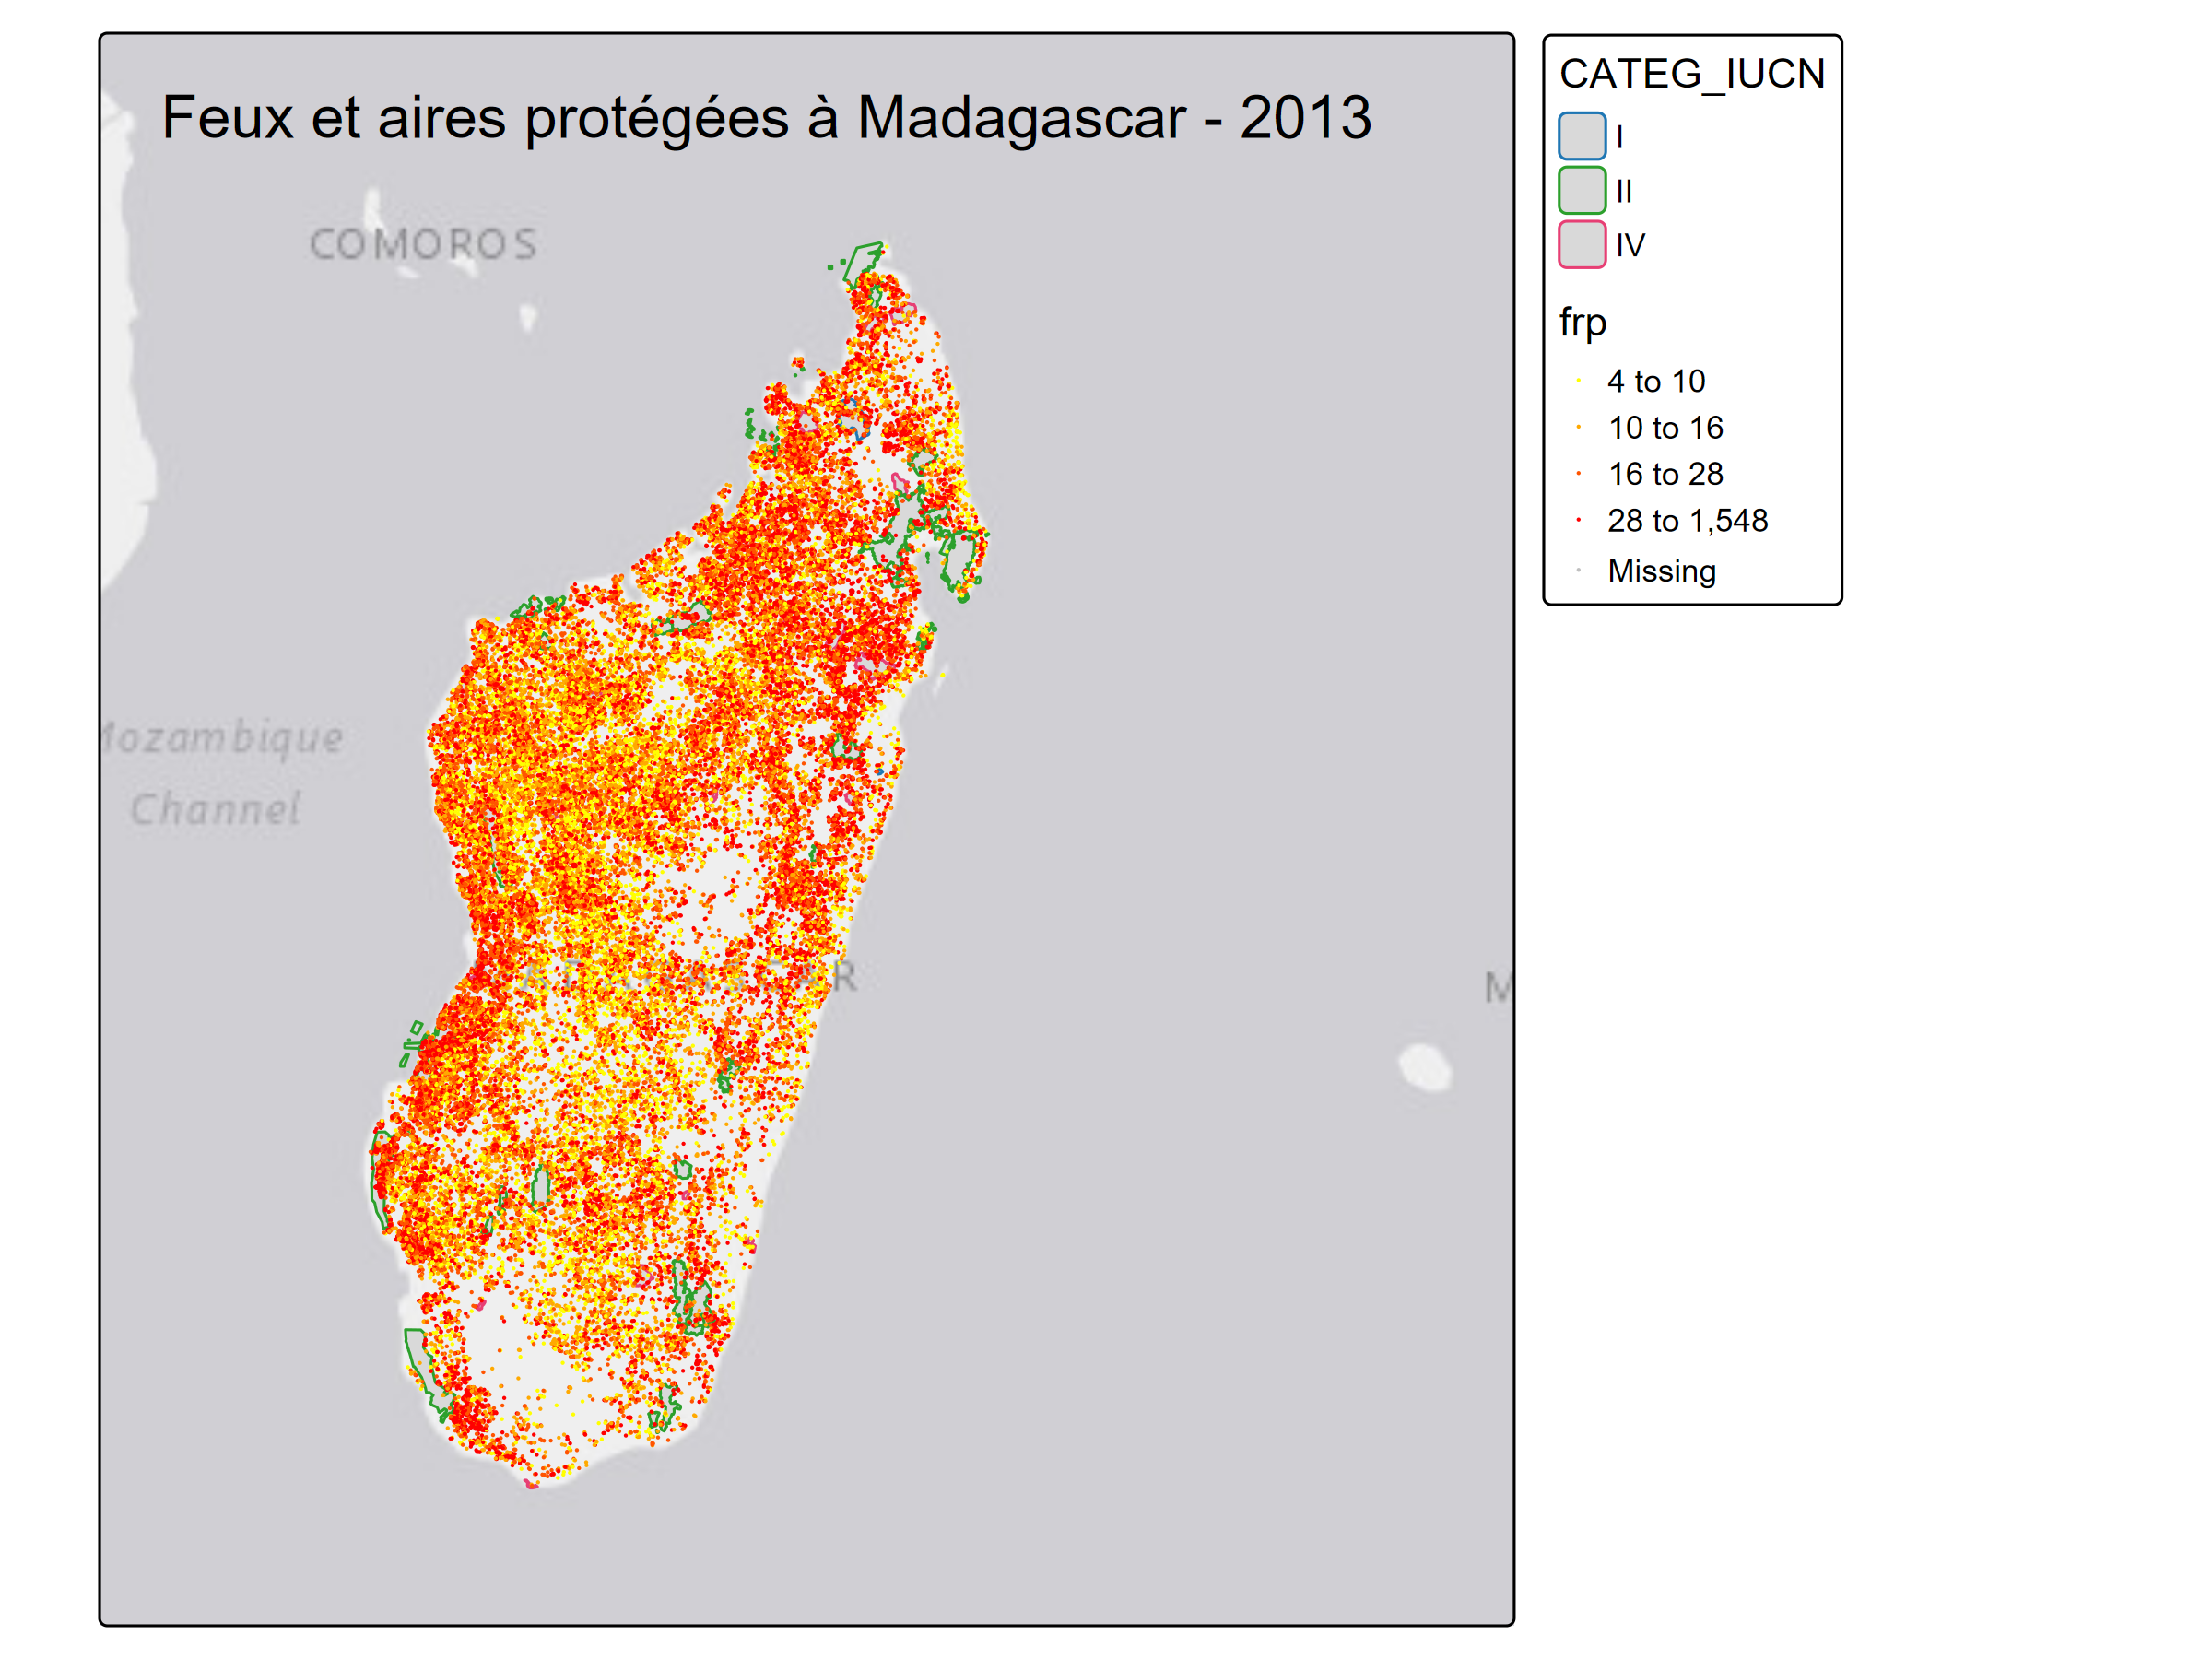 Feux et aires protégées à Madagascar - 2013
COMOROS
Mozambique
Channel
M
CATEG_IUCN
I
II
IV
frp
4 to 10
10 to 16
16 to 28
28 to 1,548
Missing